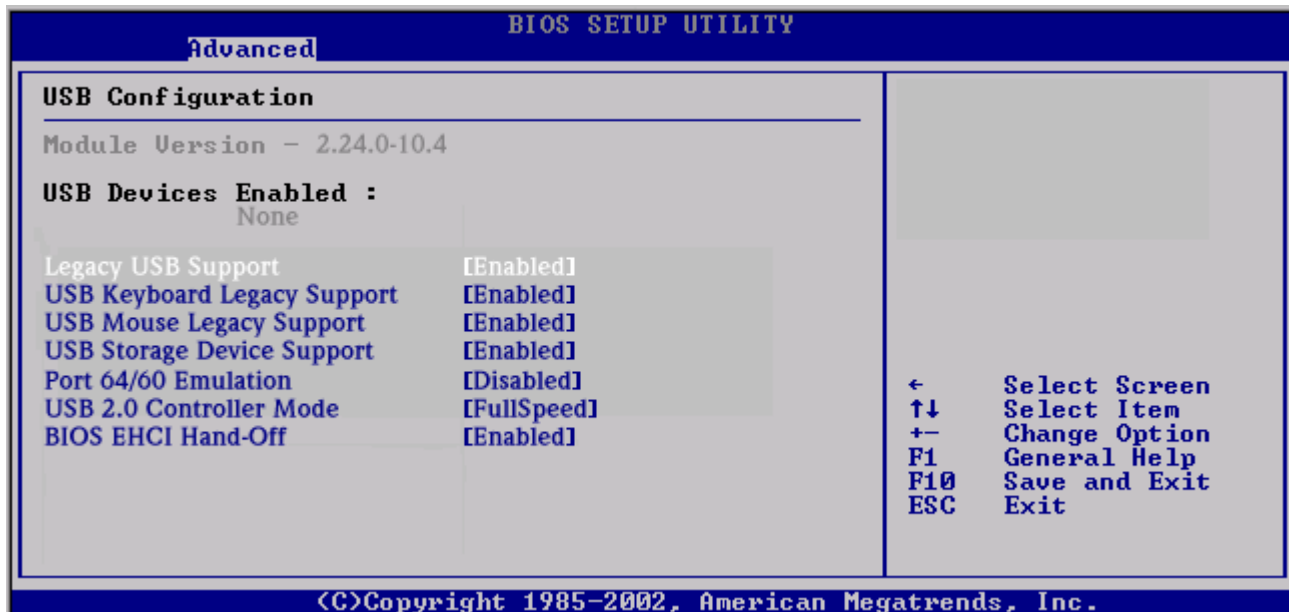 BIOS SETUP UTILITY
Advanced
USB Configuration
Module Version - 2.24.0-10.4
USB Devices Enabled :
None
Legacy USB Support [Enabled]
USB Keyboard Legacy Support [Enabled]
USB Mouse Legacy Support [Enabled]
USB Storage Device Support [Enabled]
Port 64/60 Emulation [Disabled]
USB 2.0 Controller Mode [FullSpeed]
BIOS EHCI Hand-Off [Enabled]
← Select Screen
↑↓ Select Item
+- Change Option
F1 General Help
F10 Save and Exit
ESC Exit
(C)Copyright 1985-2002, American Megatrends, Inc.